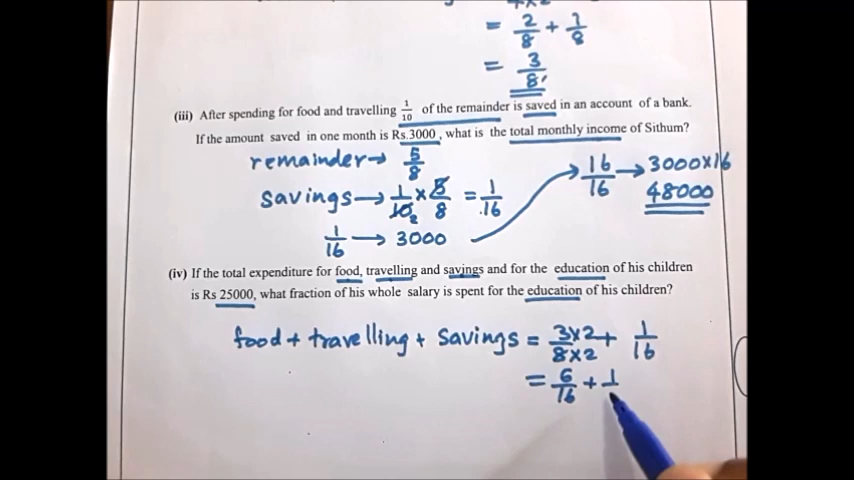 = 2/8 + 1/8
= 3/8
(iii) After spending for food and travelling 1/10 of the remainder is saved in an account of a bank.
If the amount saved in one month is Rs.3000 , what is the total monthly income of Sithum?
remainder → 5/8
savings → 1/10 2 × 5/8 = 1/16
1/16 → 3000
16/16 → 3000×16
48000
(iv) If the total expenditure for food, travelling and savings and for the education of his children
is Rs 25000, what fraction of his whole salary is spent for the education of his children?
food + travelling + savings = 3×2/8×2 + 1/16
= 6/16 + 1